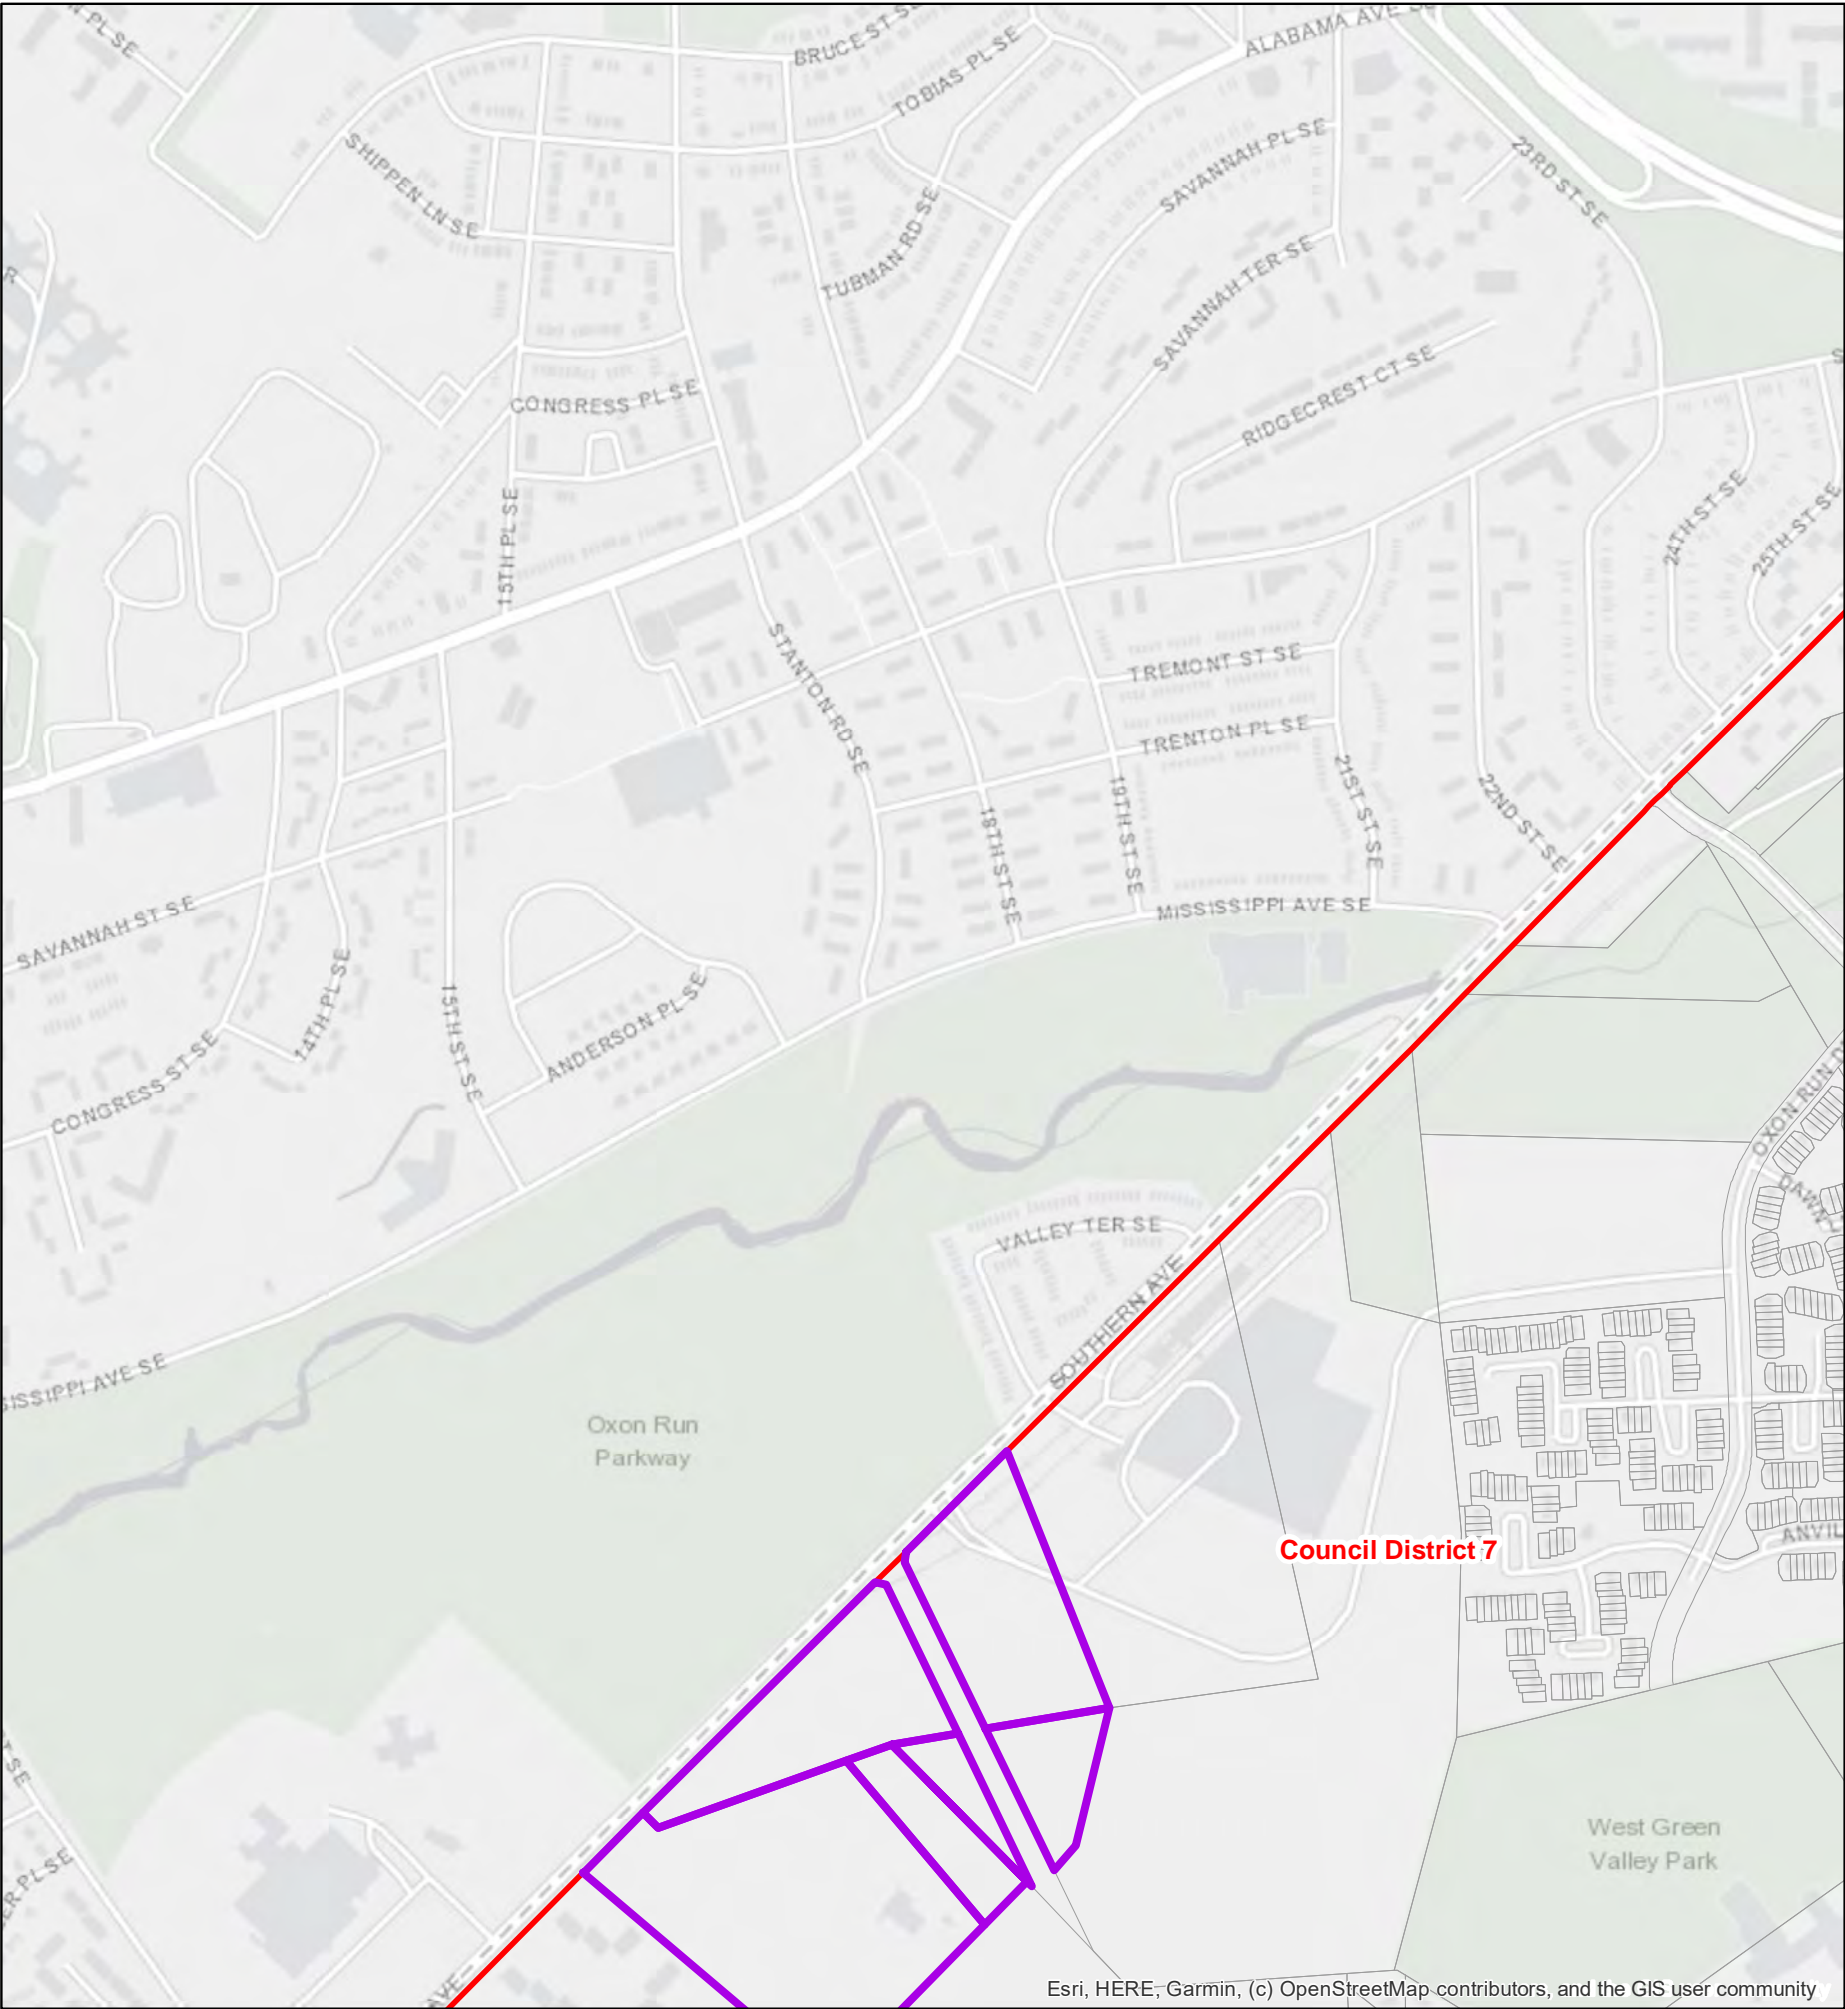 BRUCE ST SE
ALABAMA AVE SE
TOBIAS PL SE
SHIPPEN LN SE
SAVANNAH PL SE
23RD ST SE
TUBMAN RD SE
SAVANNAH TER SE
CONGRESS PL SE
RIDGECREST CT SE
15TH PL SE
24TH ST SE
25TH ST SE
STANTON RD SE
TREMONT ST SE
TRENTON PL SE
18TH ST SE
19TH ST SE
21ST ST SE
22ND ST SE
MISSISSIPPI AVE SE
SAVANNAH ST SE
14TH PL SE
15TH ST SE
ANDERSON PL SE
CONGRESS ST SE
OXON RUN D
DAWN
VALLEY TER SE
SOUTHERN AVE
SISSIPPI AVE SE
Oxon Run
Parkway
Council District 7
ANVIL
West Green
Valley Park
ER PL SE
AVE
Esri, HERE, Garmin, (c) OpenStreetMap contributors, and the GIS user community